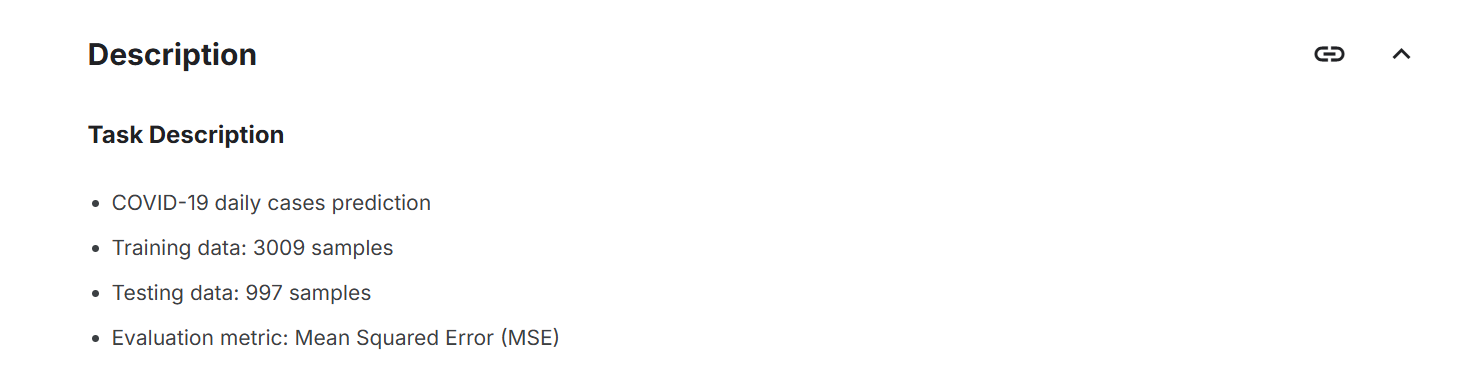 Description
Task Description
• COVID-19 daily cases prediction
• Training data: 3009 samples
• Testing data: 997 samples
• Evaluation metric: Mean Squared Error (MSE)